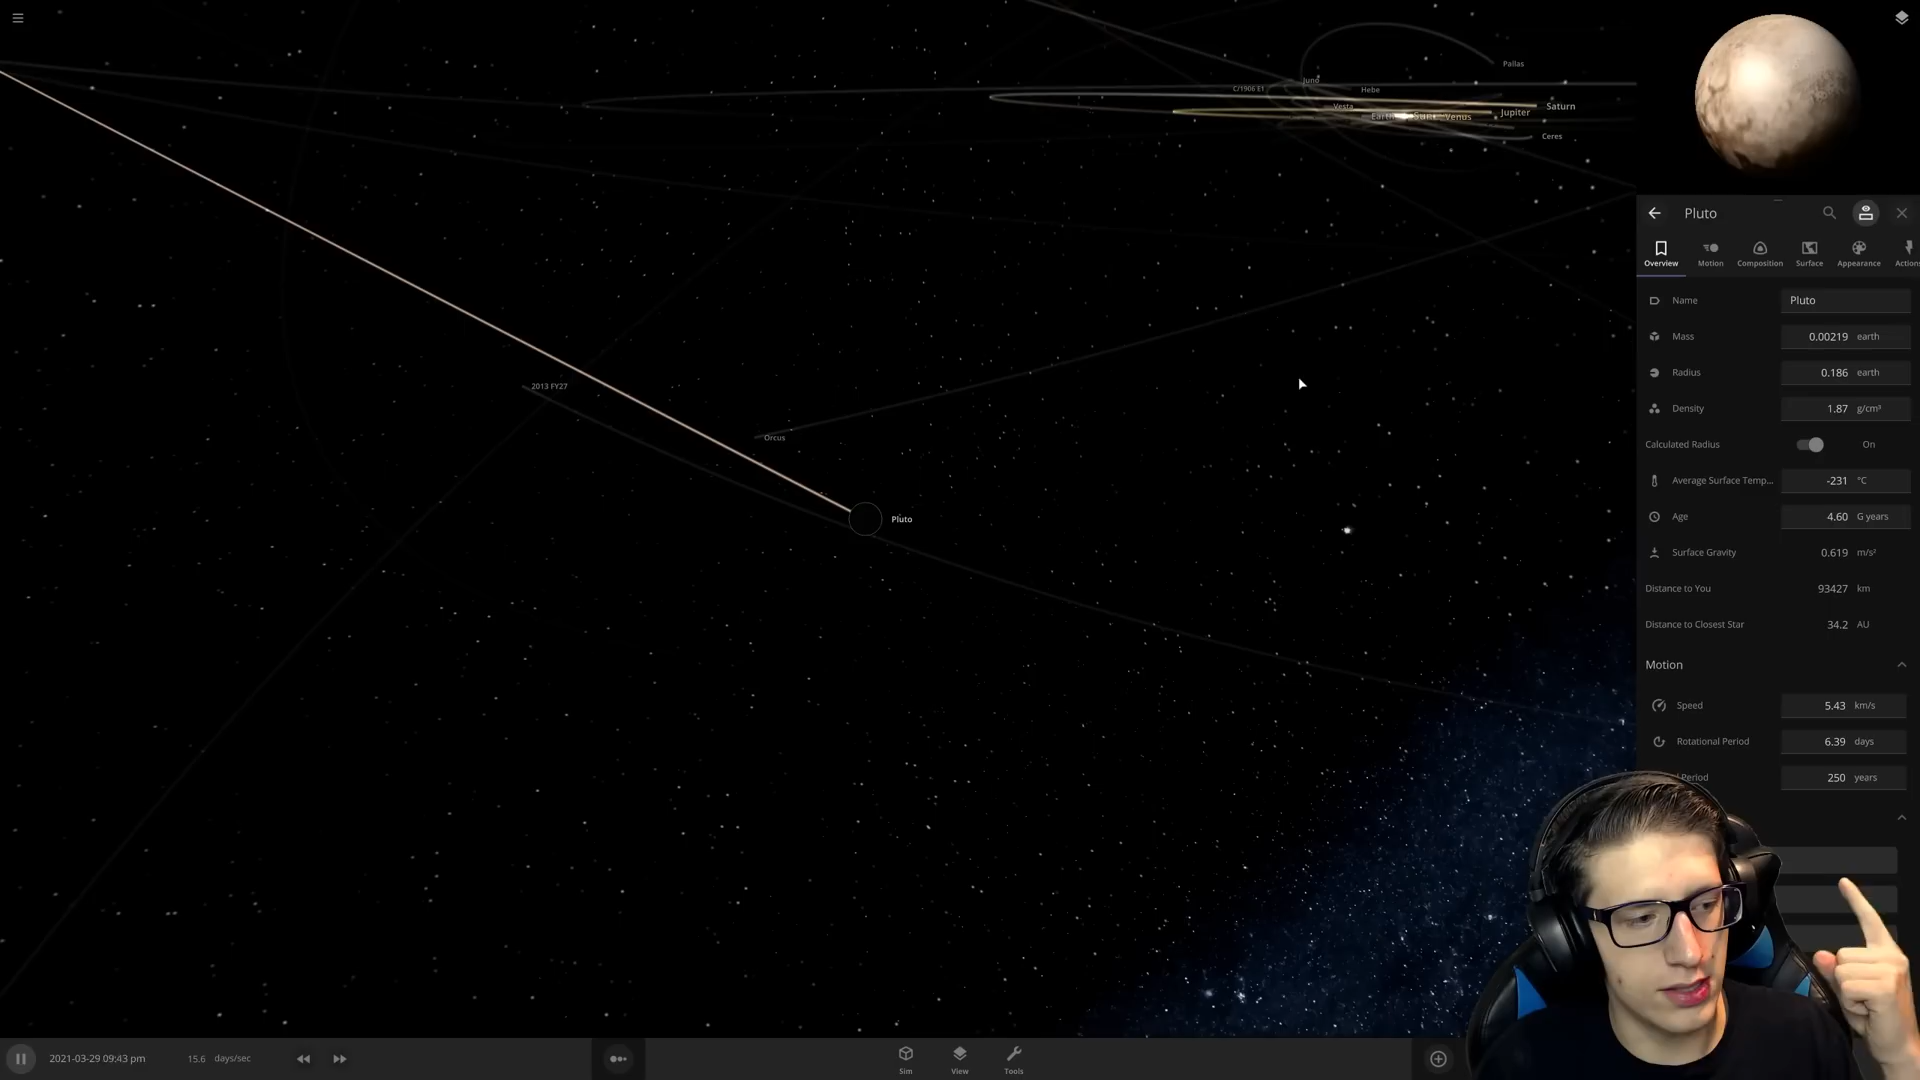 Pallas
Juno
C/1906 E1
Hebe
Vesta
Saturn
Jupiter
Earth
Sun
Venus
Ceres
2013 FY27
Orcus
Pluto
Pluto
Overview Motion Composition Surface Appearance Actions
Name Pluto
Mass 0.00219 earth
Radius 0.186 earth
Density 1.87 g/cm³
Calculated Radius On
Average Surface Temp... -231 °C
Age 4.60 G years
Surface Gravity 0.619 m/s²
Distance to You 93427 km
Distance to Closest Star 34.2 AU
Motion
Speed 5.43 km/s
Rotational Period 6.39 days
Period 250 years
2021-03-29 09:43 pm 15.6 days/sec
Sim View Tools